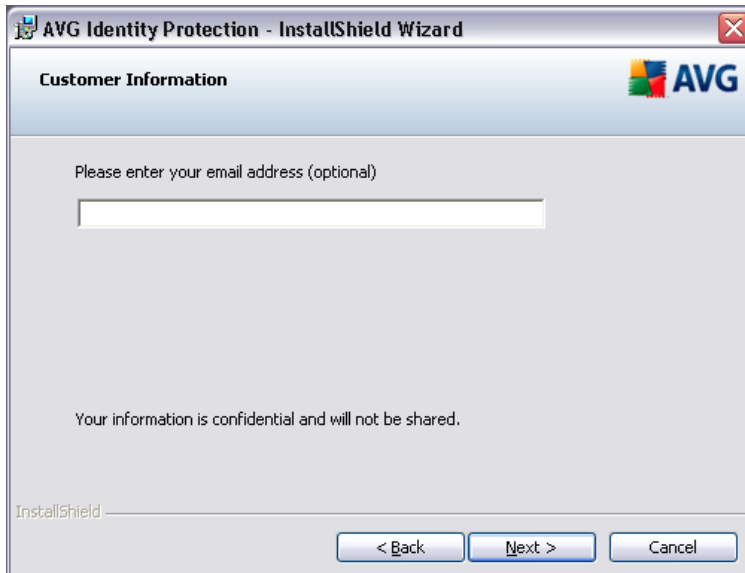 AVG Identity Protection - InstallShield Wizard
Customer Information
AVG
Please enter your email address (optional)
Your information is confidential and will not be shared.
InstallShield
< Back
Next >
Cancel